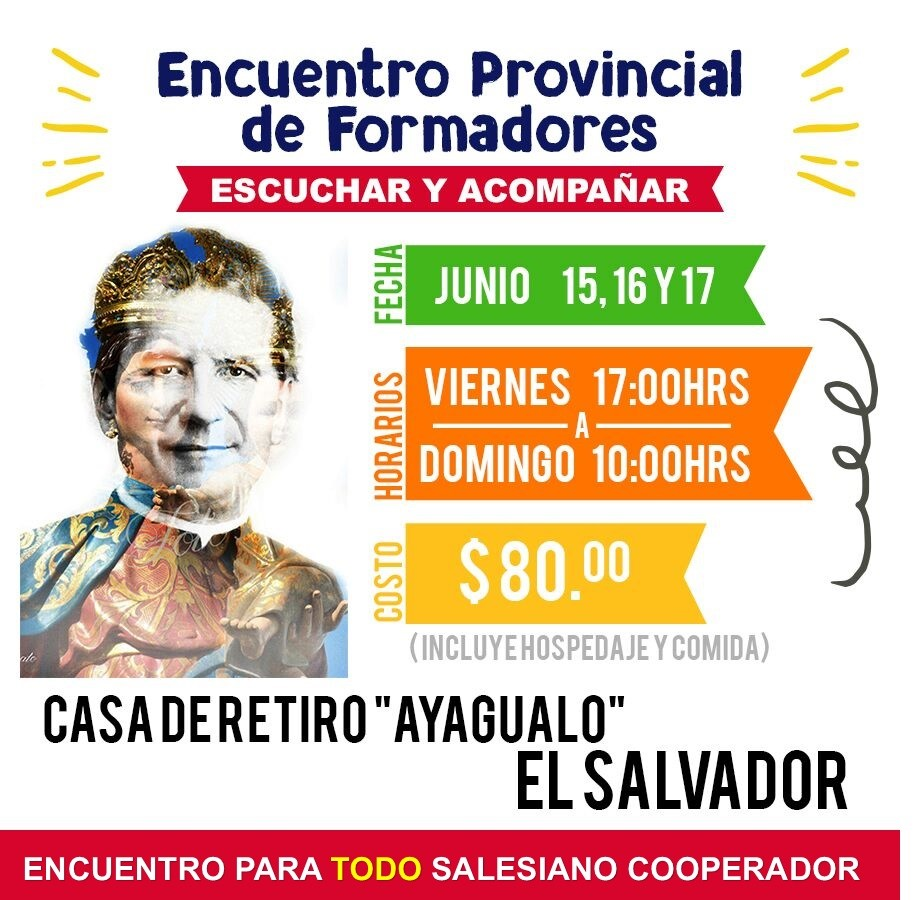 Encuentro Provincial
de Formadores
ESCUCHAR Y ACOMPAÑAR
FECHA
JUNIO 15, 16 Y 17
HORARIOS
VIERNES 17:00HRS
A
DOMINGO 10:00HRS
COSTO
$80.00
(INCLUYE HOSPEDAJE Y COMIDA)
CASA DE RETIRO "AYAGUALO"
EL SALVADOR
ENCUENTRO PARA TODO SALESIANO COOPERADOR